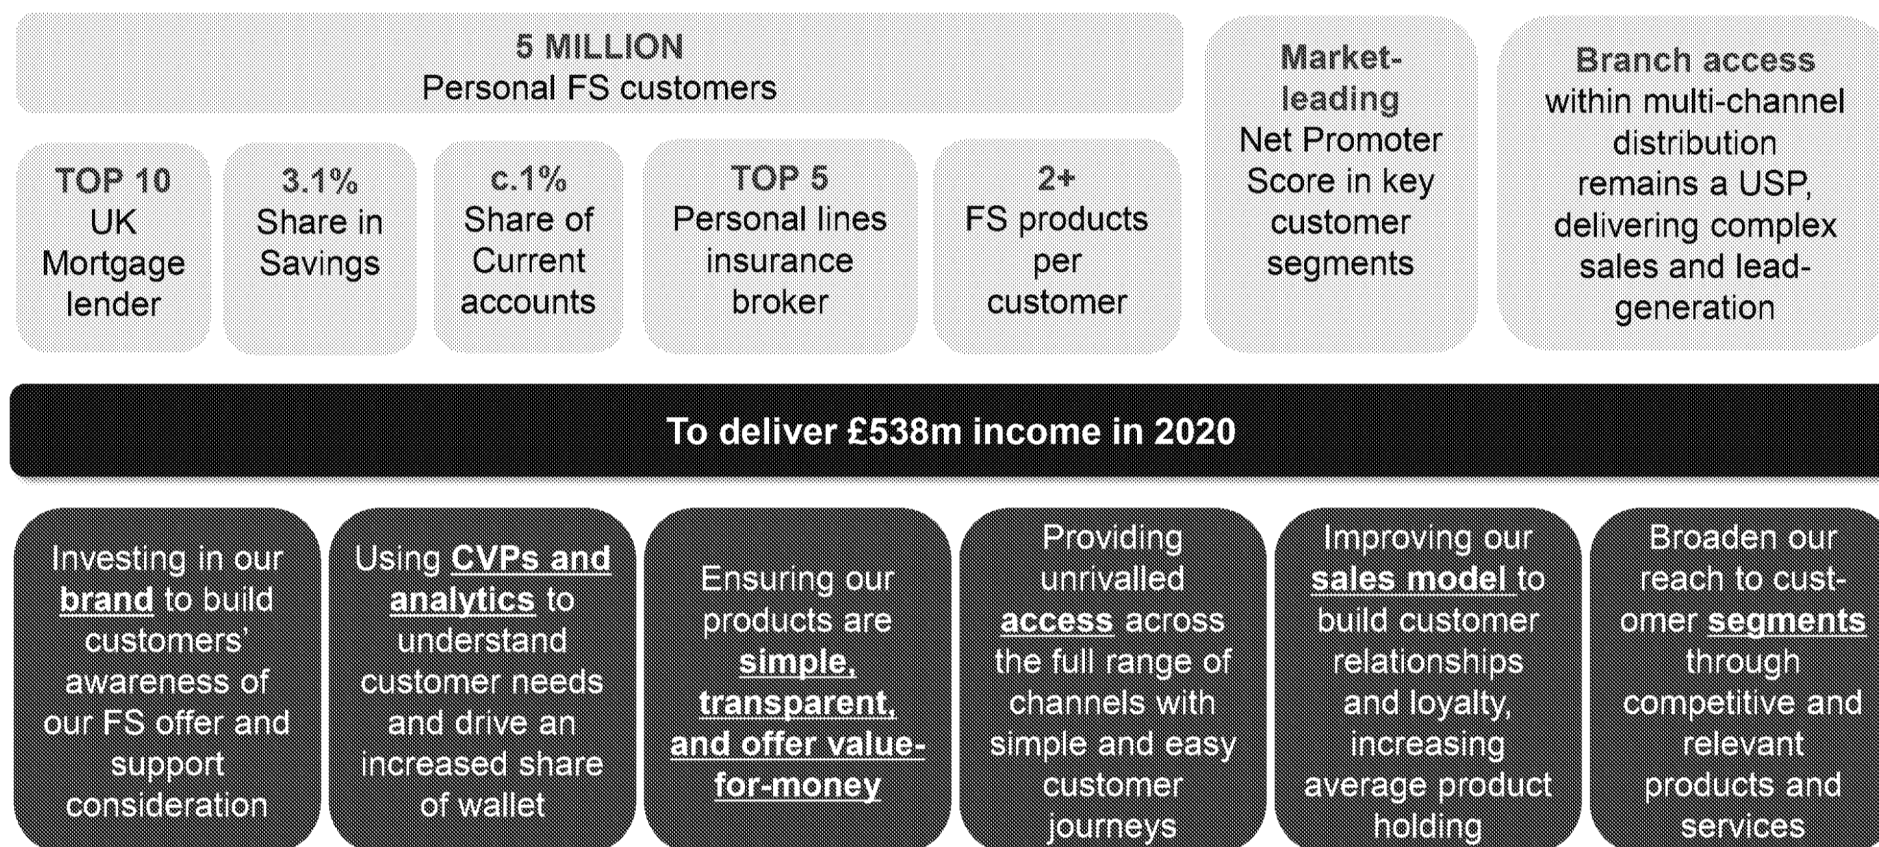 5 MILLION
Personal FS customers
TOP 10
UK
Mortgage
lender
3.1%
Share in
Savings
c.1%
Share of
Current
accounts
TOP 5
Personal lines
insurance
broker
2+
FS products
per
customer
Market-
leading
Net Promoter
Score in key
customer
segments
Branch access
within multi-channel
distribution
remains a USP,
delivering complex
sales and lead-
generation
To deliver £538m income in 2020
Investing in our
brand to build
customers’
awareness of
our FS offer and
support
consideration
Using CVPs and
analytics to
understand
customer needs
and drive an
increased share
of wallet
Ensuring our
products are
simple,
transparent,
and offer value-
for-money
Providing
unrivalled
access across
the full range of
channels with
simple and easy
customer
journeys
Improving our
sales model to
build customer
relationships
and loyalty,
increasing
average product
holding
Broaden our
reach to cust-
omer segments
through
competitive and
relevant
products and
services